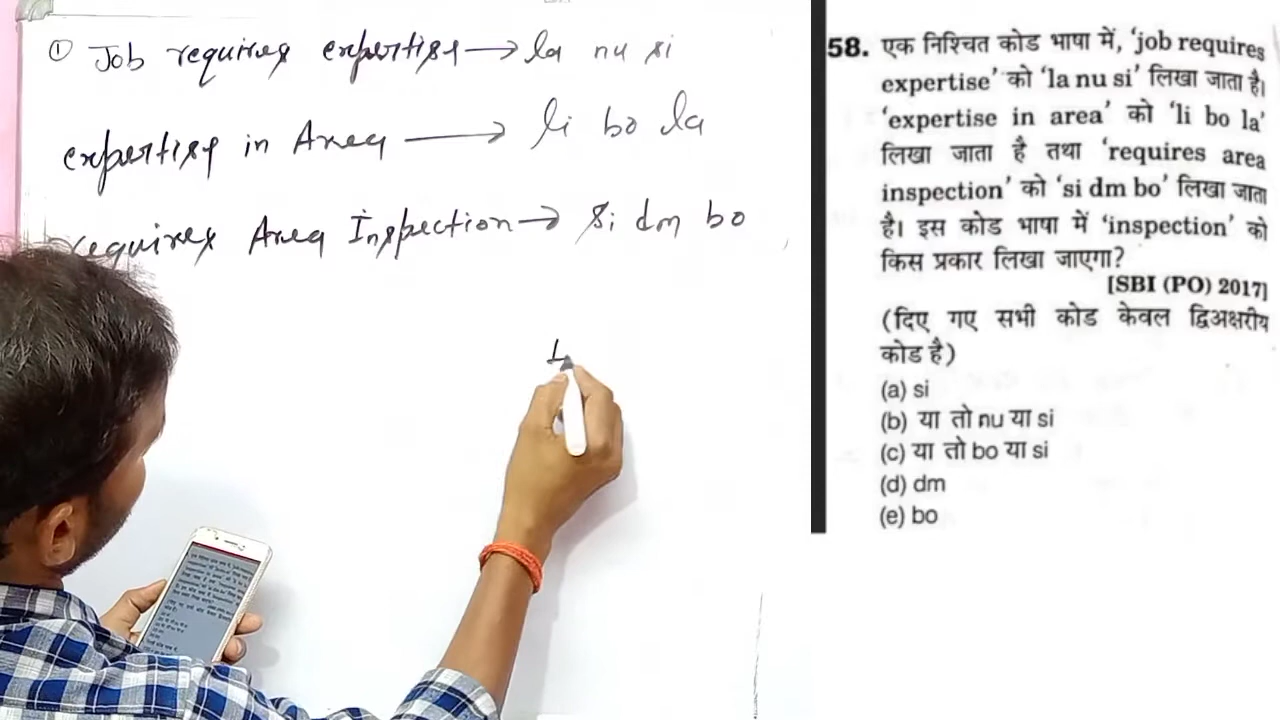 ① Job requires expertise → la nu si
expertise in Area → li bo la
requires Area Inspection → si dm bo
58. एक निश्चित कोड भाषा में, 'job requires
expertise' को 'la nu si' लिखा जाता है।
'expertise in area' को 'li bo la'
लिखा जाता है तथा 'requires area
inspection' को 'si dm bo' लिखा जाता
है। इस कोड भाषा में 'inspection' को
किस प्रकार लिखा जाएगा?
[SBI (PO) 2017]
(दिए गए सभी कोड केवल द्विअक्षरीय
कोड है)
(a) si
(b) या तो nu या si
(c) या तो bo या si
(d) dm
(e) bo